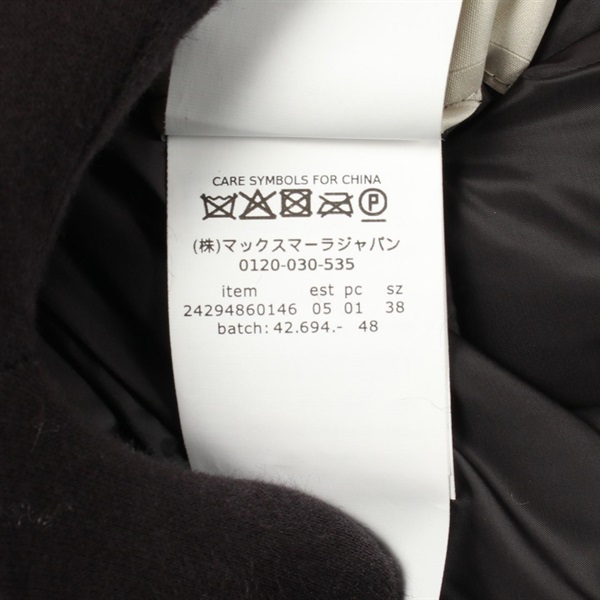 CARE SYMBOLS FOR CHINA
P
(株)マックスマーラジャパン
0120-030-535
item est pc sz
24294860146 05 01 38
batch: 42.694.- 48